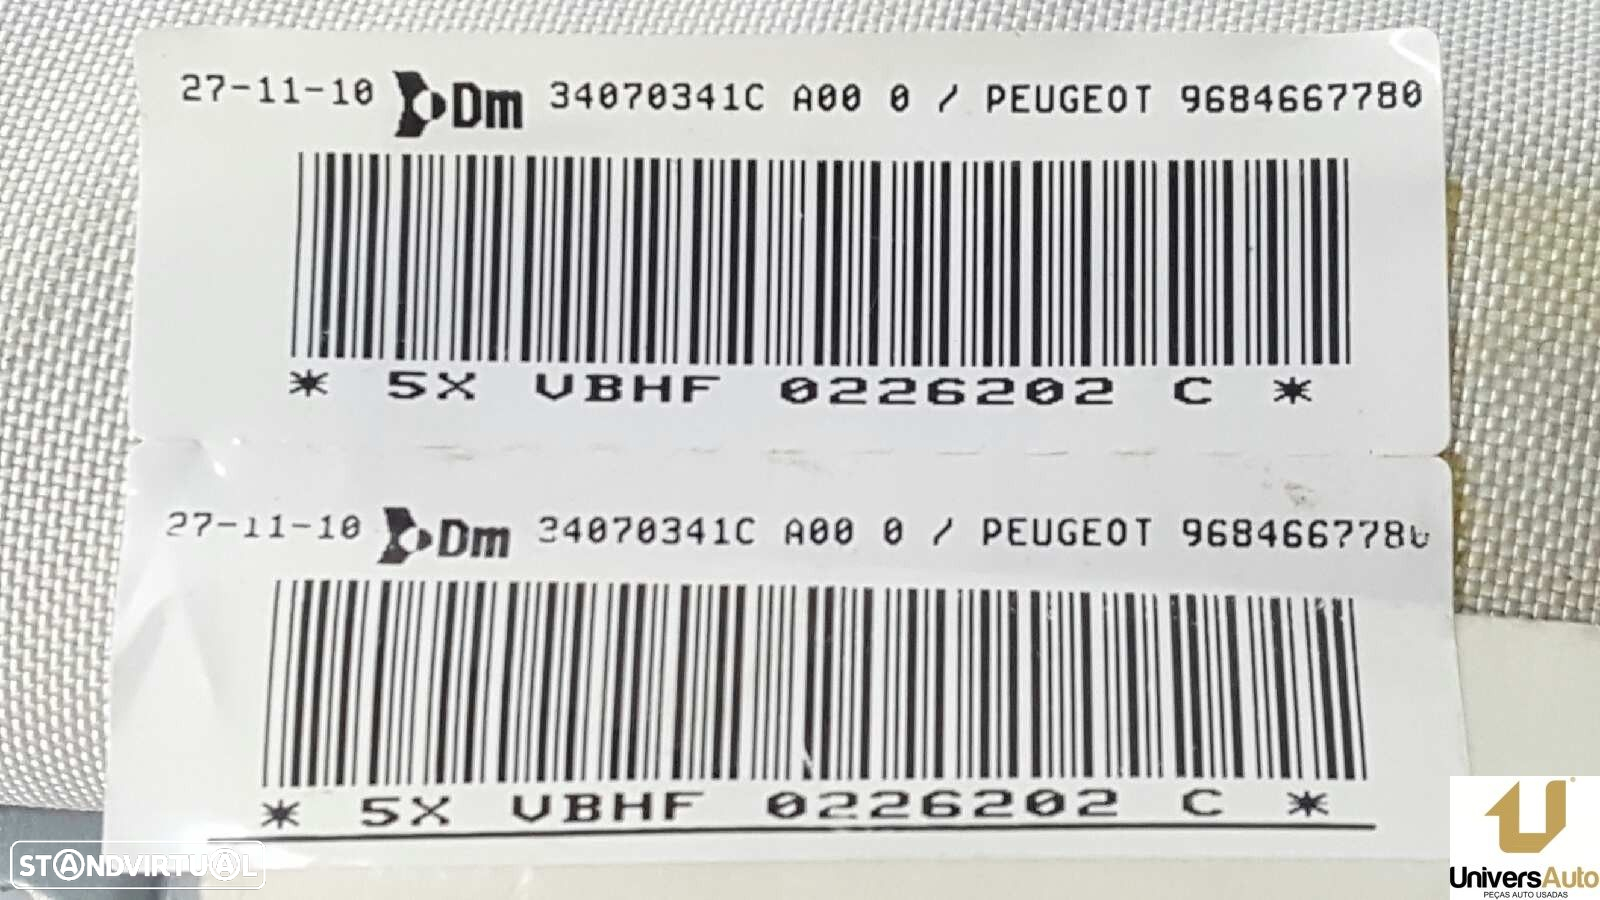 27-11-10 Dm 34070341C A00 0 / PEUGEOT 9684667780
* 5X VBHF 0226202 C *
27-11-10 Dm 34070341C A00 0 / PEUGEOT 9684667780
* 5X VBHF 0226202 C *
STANDVIRTUAL
UniversAuto
PEÇAS AUTO USADAS